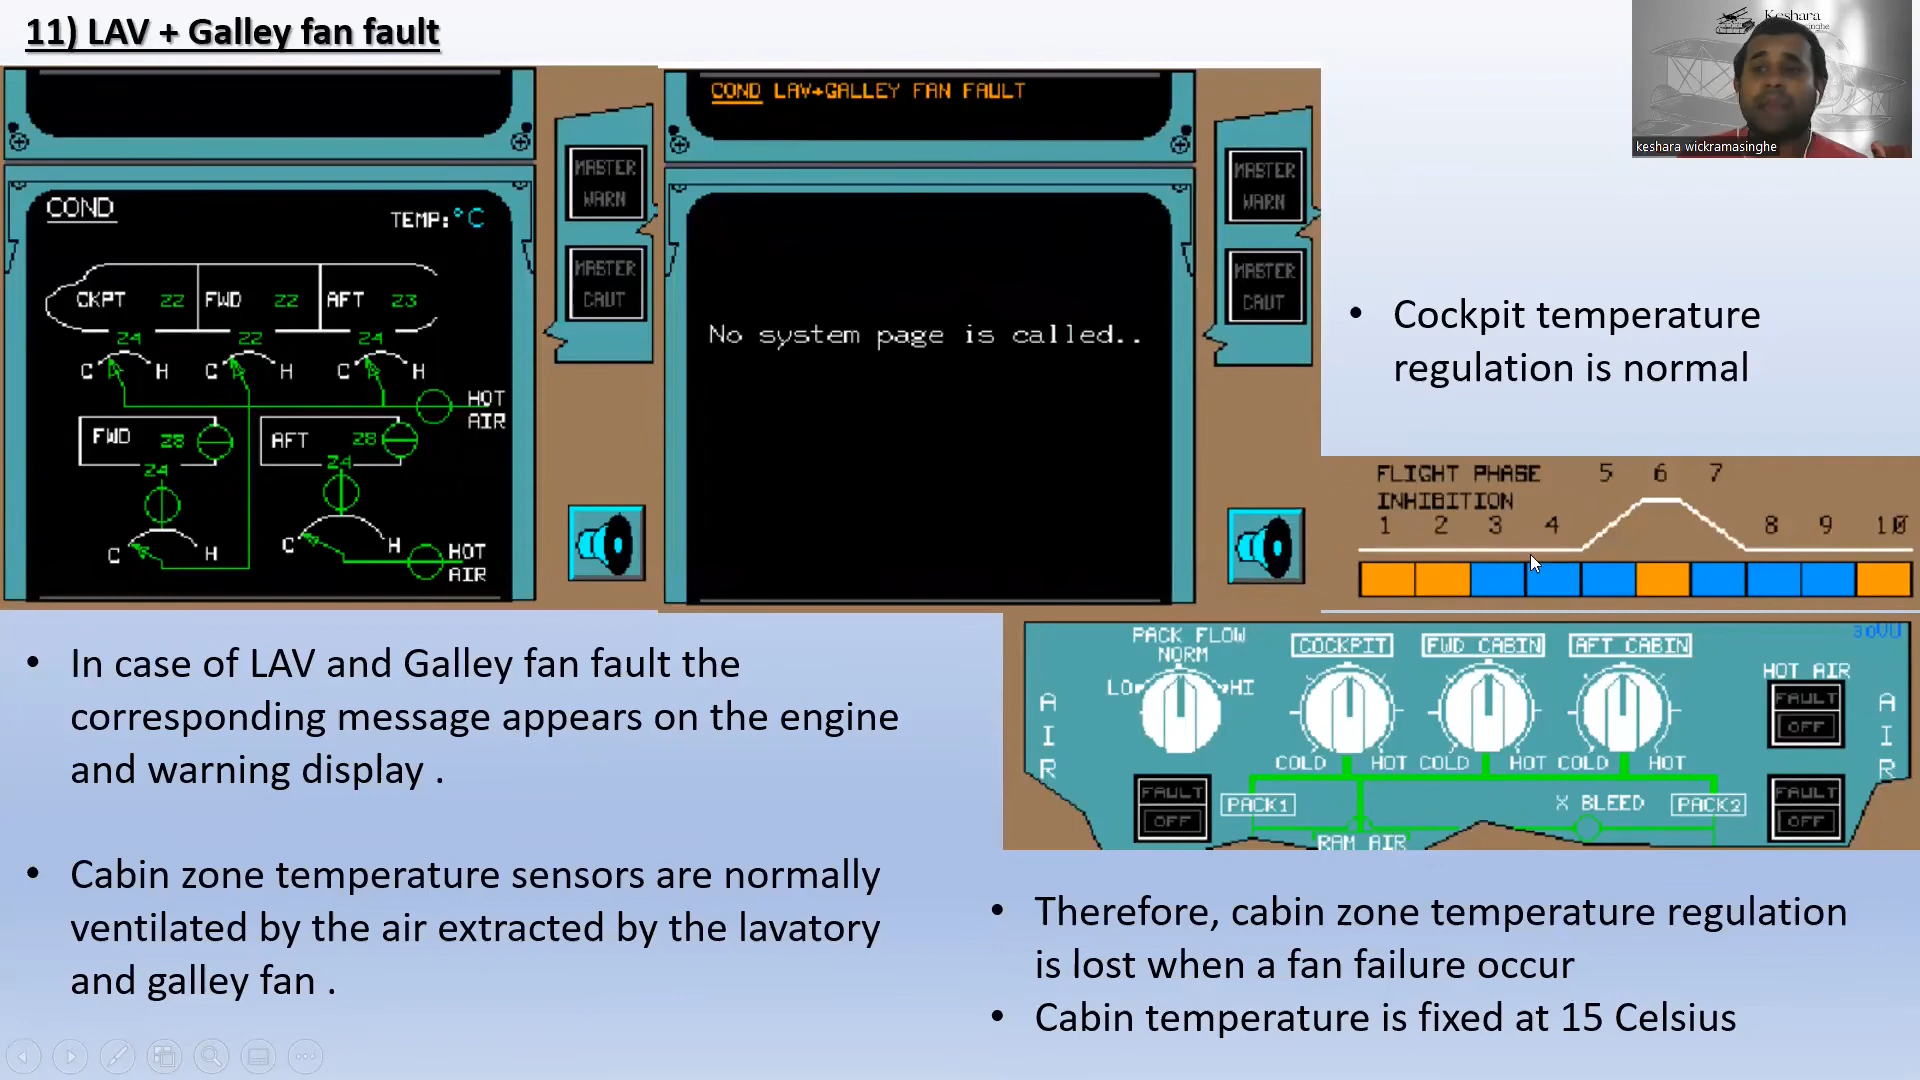 11) LAV + Galley fan fault
Keshara
keshara wickramasinghe
COND LAV+GALLEY FAN FAULT
MASTER
WARN
MASTER
CAUT
COND
TEMP:°C
CKPT 22 FWD 22 AFT 23
24 22 24
C H C H C H
HOT
AIR
FWD 28 AFT 28
24 24
C H C H
HOT
AIR
No system page is called..
MASTER
WARN
MASTER
CAUT
• Cockpit temperature
regulation is normal
FLIGHT PHASE 5 6 7
INHIBITION
1 2 3 4 8 9 10
• In case of LAV and Galley fan fault the
corresponding message appears on the engine
and warning display .
• Cabin zone temperature sensors are normally
ventilated by the air extracted by the lavatory
and galley fan .
30VU
PACK FLOW COCKPIT FWD CABIN AFT CABIN
NORM
HOT AIR
LO HI
FAULT
OFF
AIR
AIR
COLD HOT COLD HOT COLD HOT
FAULT
OFF
PACK1 X BLEED PACK2
FAULT
OFF
RAM AIR
• Therefore, cabin zone temperature regulation
is lost when a fan failure occur
• Cabin temperature is fixed at 15 Celsius